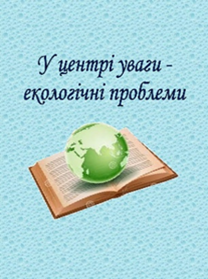 У центрі уваги -
екологічні проблеми